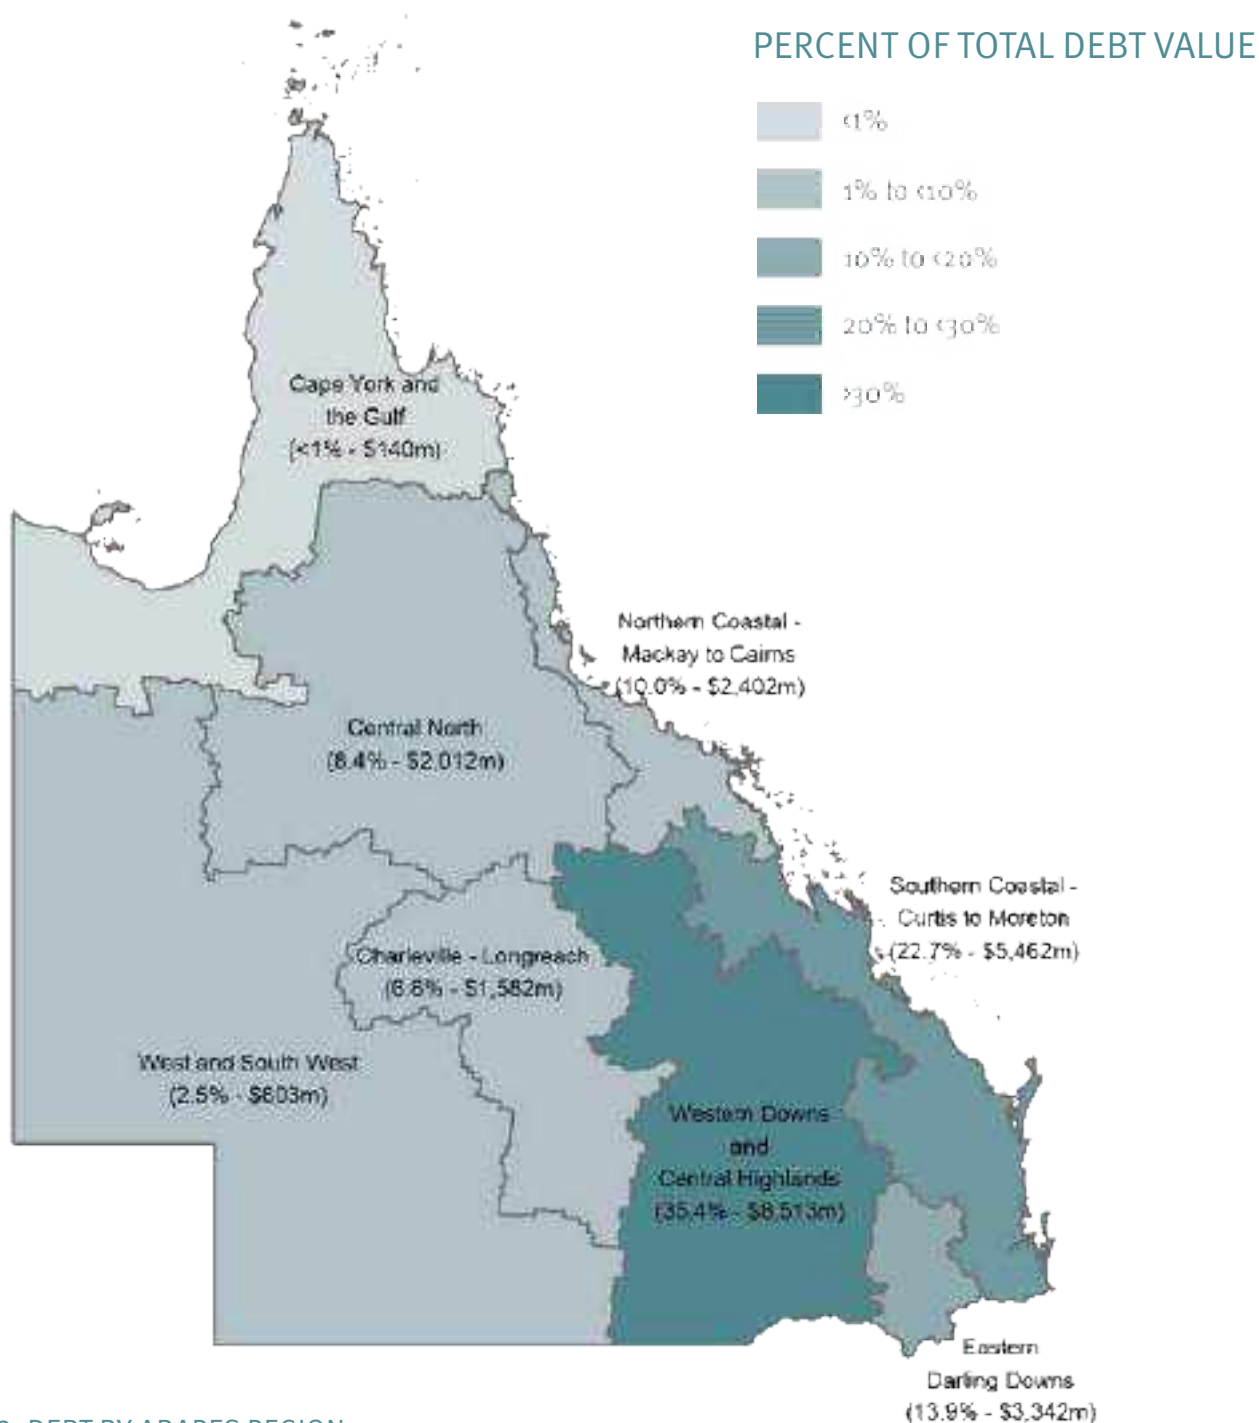 PERCENT OF TOTAL DEBT VALUE
<1%
1% to <10%
10% to <20%
20% to <30%
>30%
Cape York and
the Gulf
(<1% - $140m)
Northern Coastal -
Mackay to Cairns
(10.0% - $2,402m)
Central North
(8.4% - $2,012m)
Southern Coastal -
Curtis to Moreton
(22.7% - $5,462m)
Charleville - Longreach
(6.6% - $1,582m)
West and South West
(2.5% - $603m)
Western Downs
and
Central Highlands
(35.4% - $8,513m)
Eastern
Darling Downs
(13.9% - $3,342m)
DEBT BY ABARES REGION